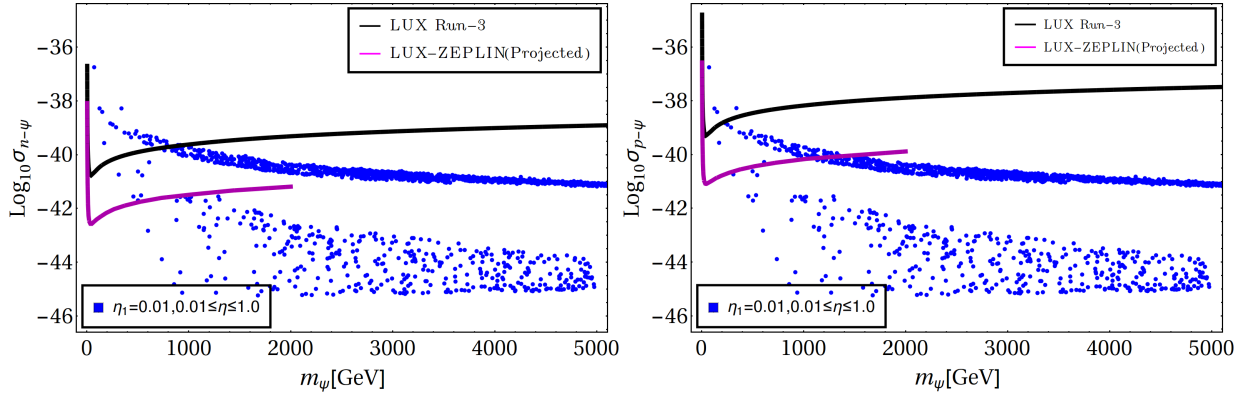 LUX Run-3
LUX-ZEPLIN(Projected)
−36
−38
−40
−42
−44
−46
Log₁₀σₙ₋ψ
η₁=0.01,0.01≤η≤1.0
0 1000 2000 3000 4000 5000
mψ[GeV]
LUX Run-3
LUX-ZEPLIN(Projected)
−36
−38
−40
−42
−44
−46
Log₁₀σₚ₋ψ
η₁=0.01,0.01≤η≤1.0
0 1000 2000 3000 4000 5000
mψ[GeV]